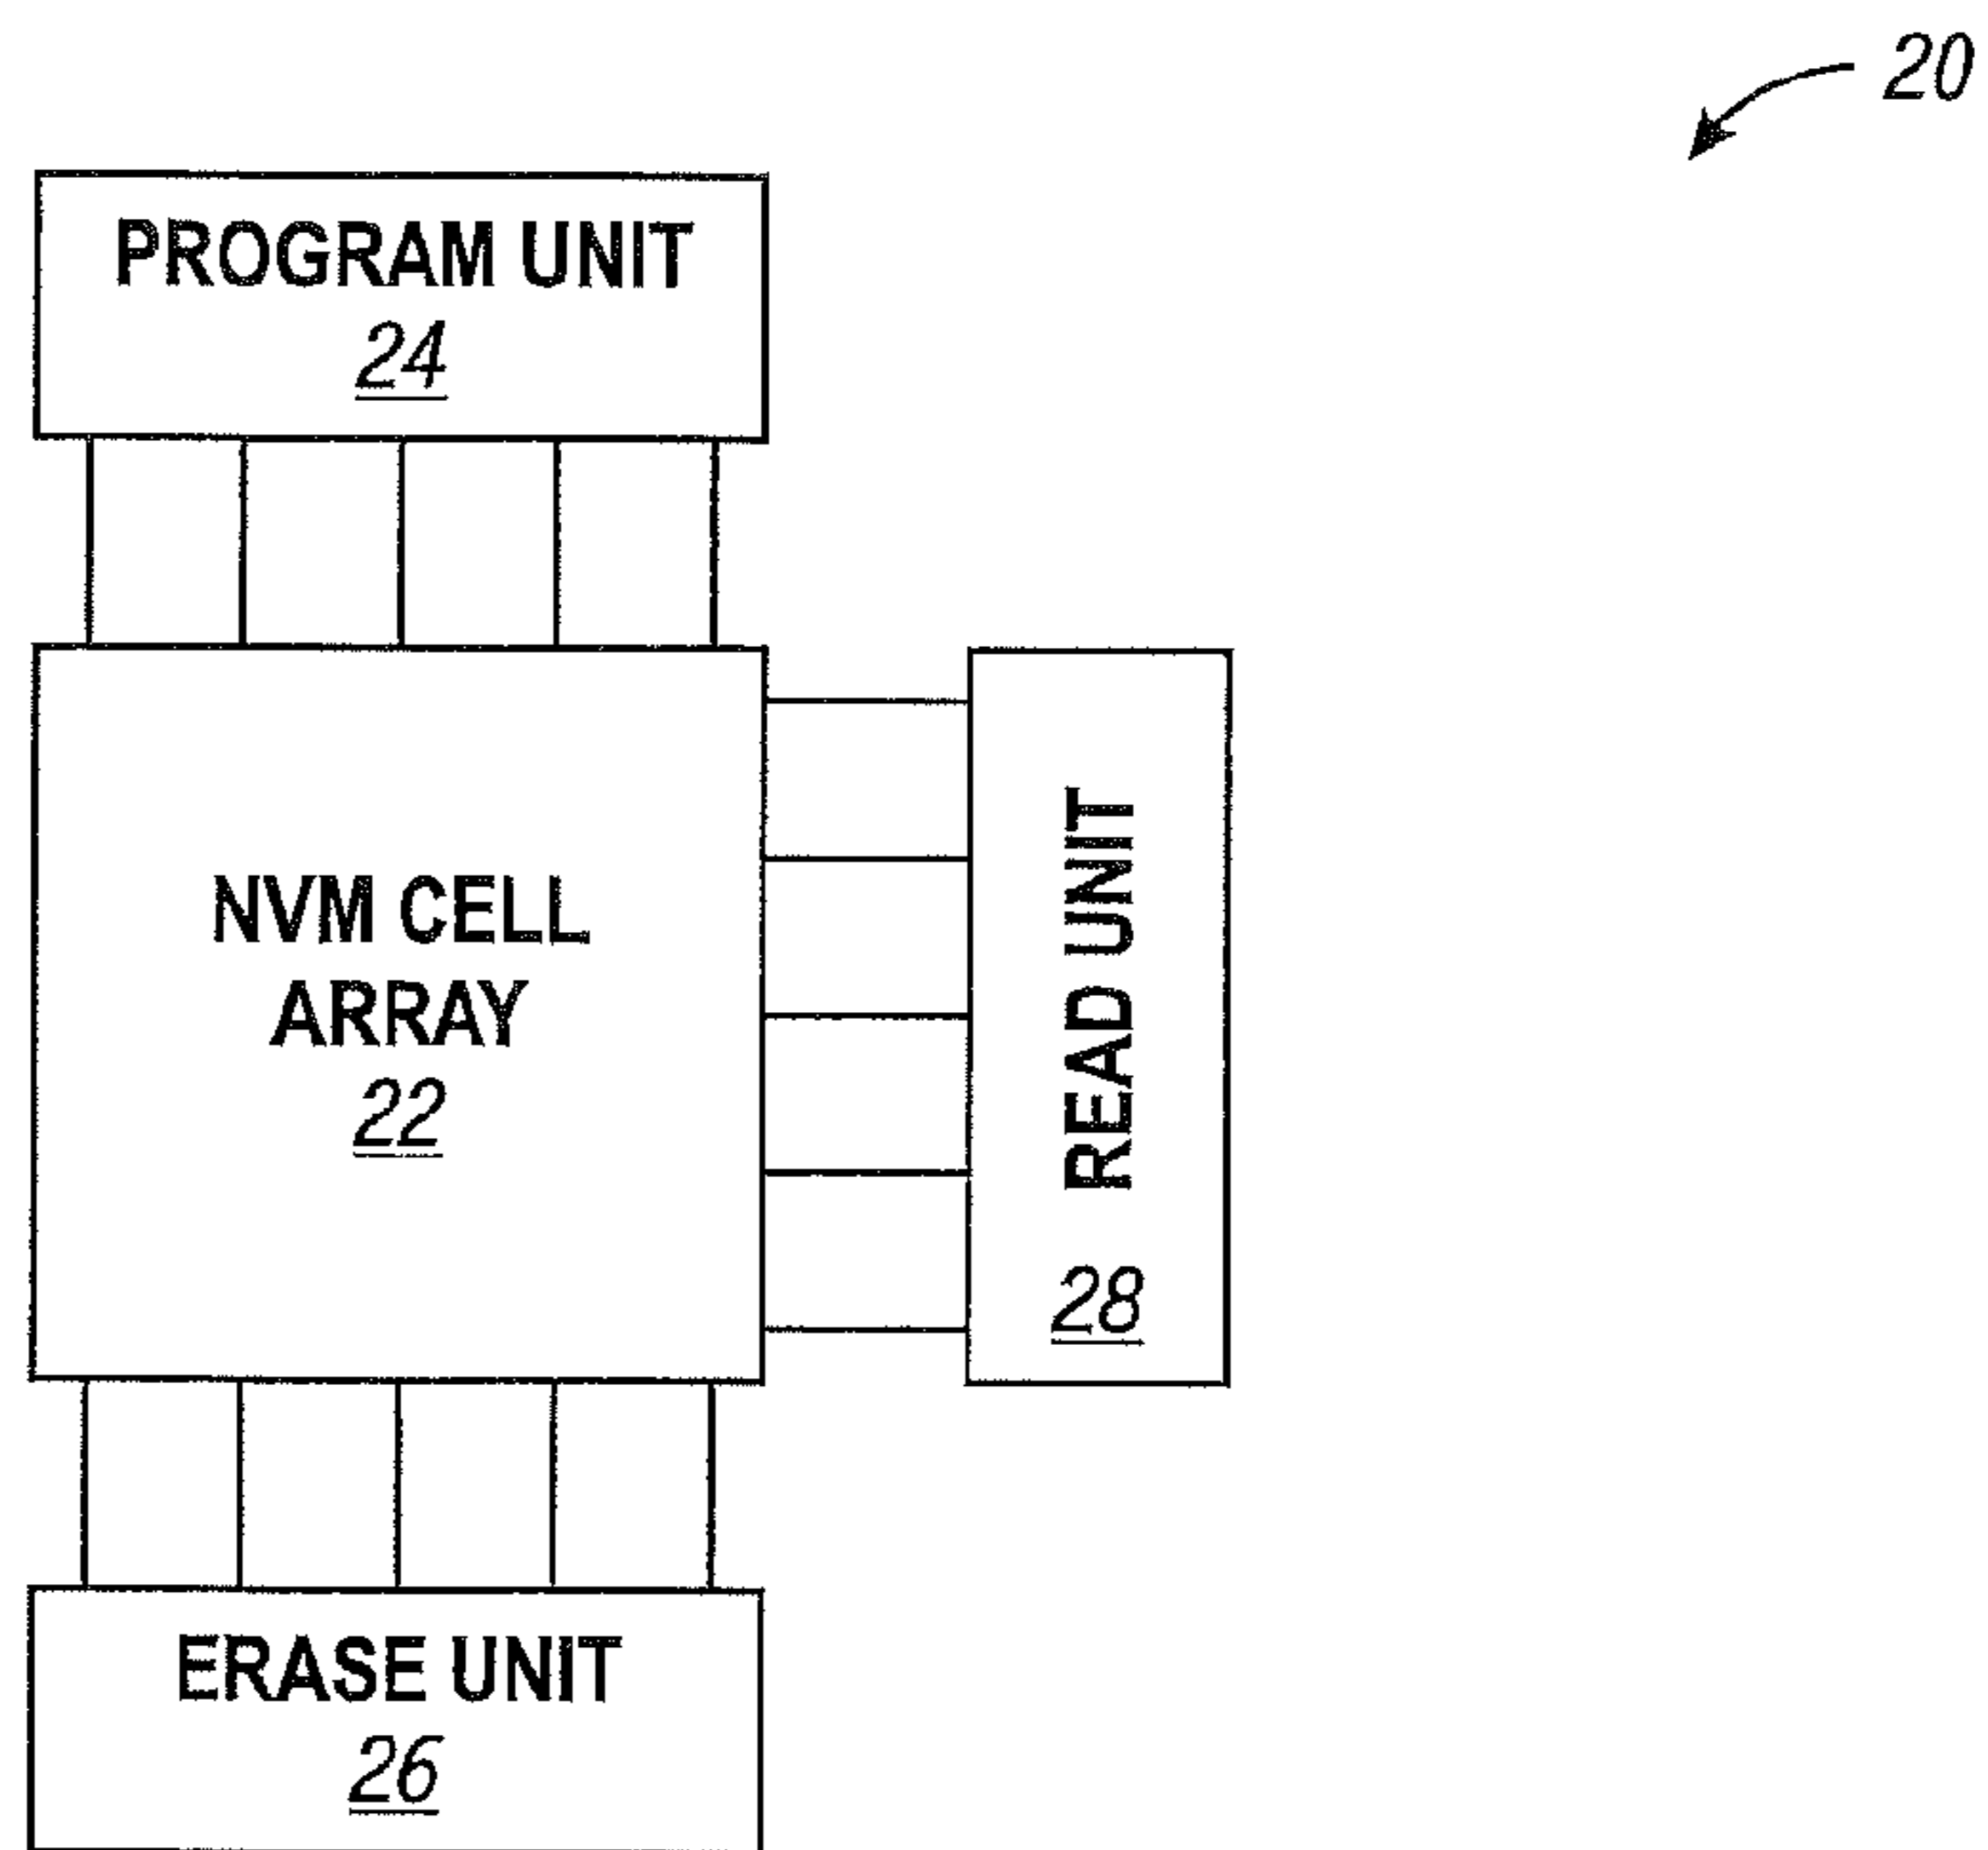 20
PROGRAM UNIT
24
NVM CELL
ARRAY
22
READ UNIT
28
ERASE UNIT
26